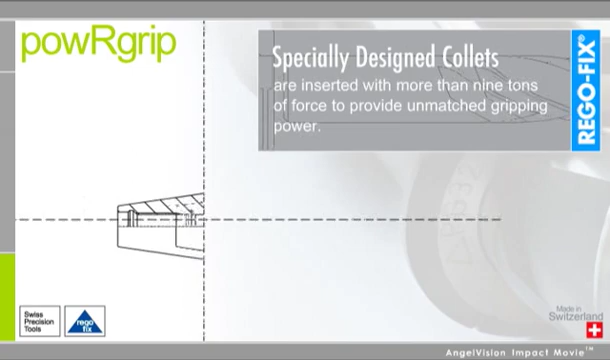 powRgrip
Specially Designed Collets
are inserted with more than nine tons
of force to provide unmatched gripping
power.
REGO-FIX®
Swiss
Precision
Tools
rego
fix
Made in
Switzerland
AngelVision Impact Movie™